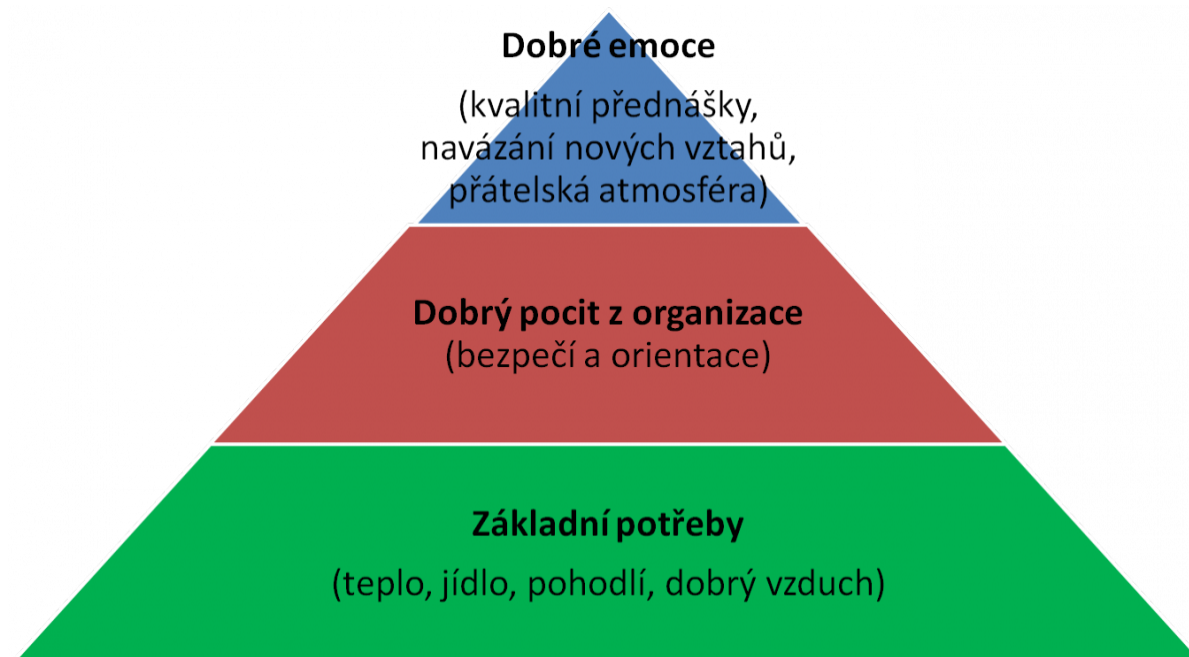 Dobré emoce
(kvalitní přednášky,
navázání nových vztahů,
přátelská atmosféra)
Dobrý pocit z organizace
(bezpečí a orientace)
Základní potřeby
(teplo, jídlo, pohodlí, dobrý vzduch)